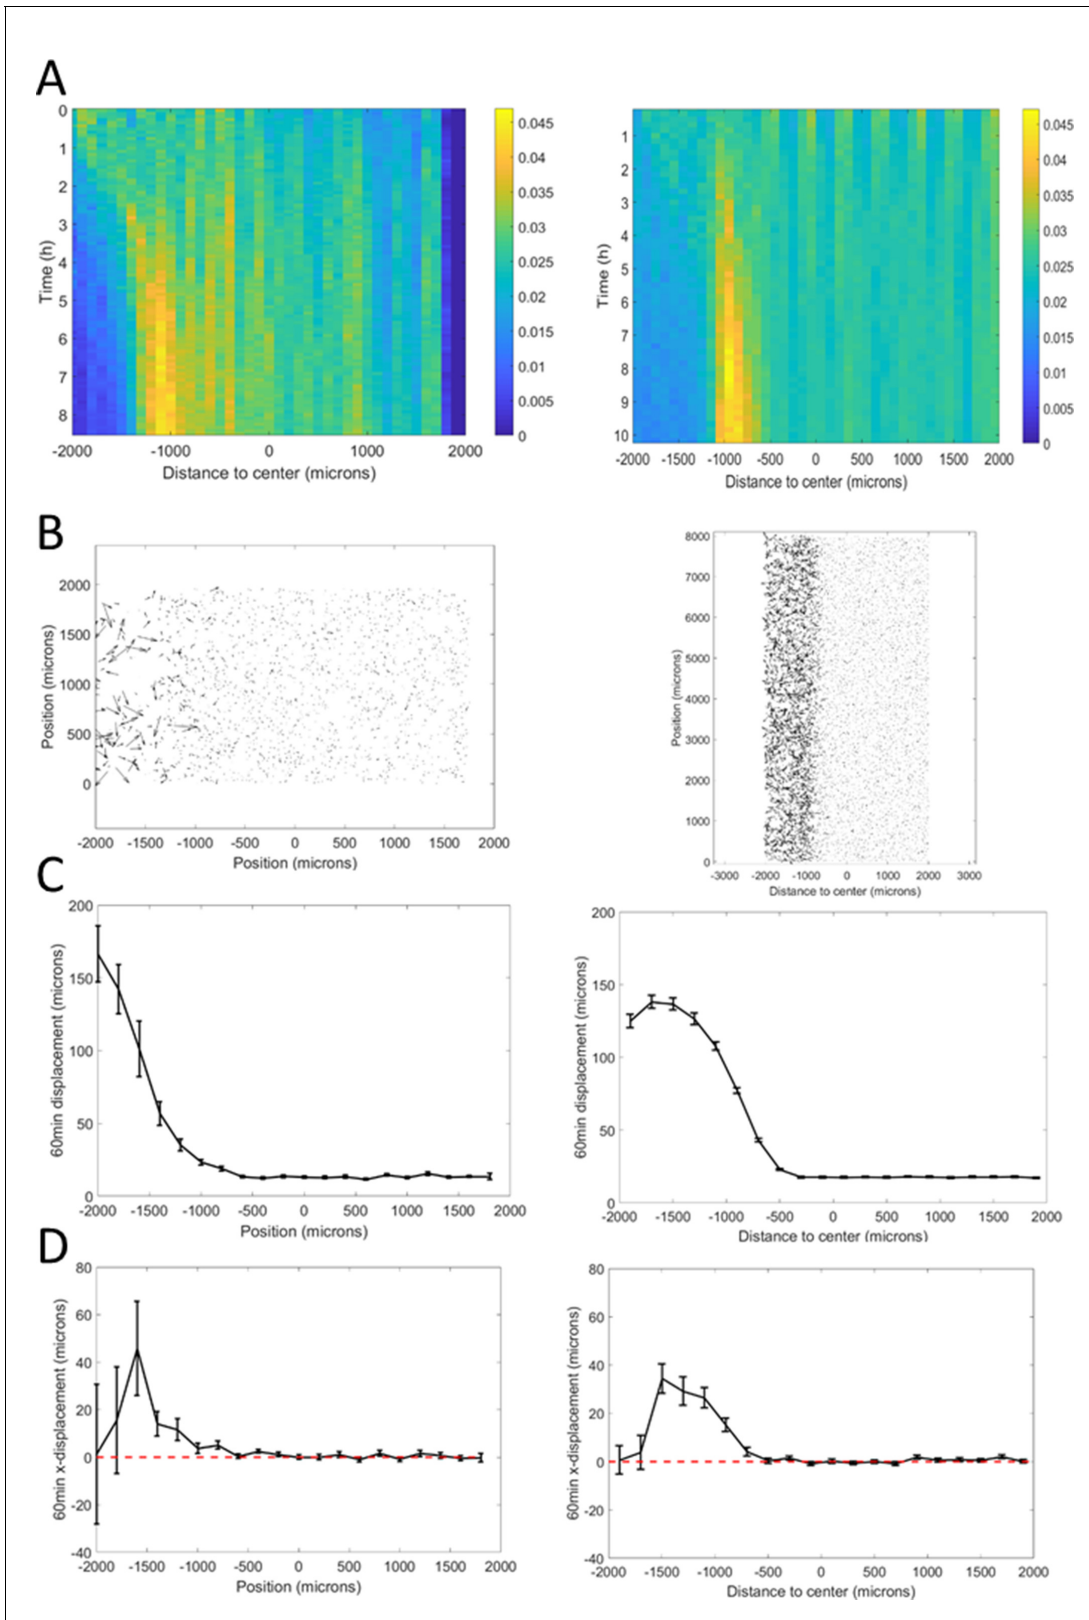 A
0
1
2
3
4
5
6
7
8
Time (h)
-2000 -1000 0 1000 2000
Distance to center (microns)
0.045
0.04
0.035
0.03
0.025
0.02
0.015
0.01
0.005
0
1
2
3
4
5
6
7
8
9
10
Time (h)
-2000 -1500 -1000 -500 0 500 1000 1500 2000
Distance to center (microns)
0.045
0.04
0.035
0.03
0.025
0.02
0.015
0.01
0.005
0
B
2000
1500
1000
500
0
Position (microns)
-2000 -1500 -1000 -500 0 500 1000 1500 2000
Position (microns)
8000
7000
6000
5000
4000
3000
2000
1000
0
Position (microns)
-3000 -2000 -1000 0 1000 2000 3000
Distance to center (microns)
C
200
150
100
50
0
60min displacement (microns)
-2000 -1500 -1000 -500 0 500 1000 1500 2000
Position (microns)
200
150
100
50
0
60min displacement (microns)
-2000 -1500 -1000 -500 0 500 1000 1500 2000
Distance to center (microns)
D
80
60
40
20
0
-20
-40
60min x-displacement (microns)
-2000 -1500 -1000 -500 0 500 1000 1500 2000
Position (microns)
80
60
40
20
0
-20
-40
60min x-displacement (microns)
-2000 -1500 -1000 -500 0 500 1000 1500 2000
Distance to center (microns)